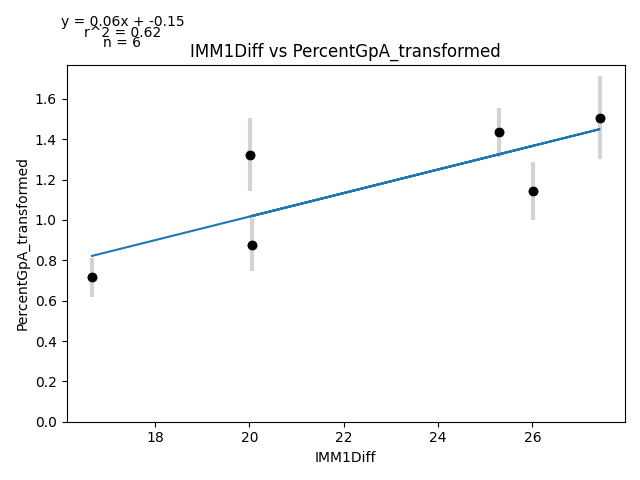 y = 0.06x + -0.15
r^2 = 0.62
n = 6
IMM1Diff vs PercentGpA_transformed
PercentGpA_transformed
1.6
1.4
1.2
1.0
0.8
0.6
0.4
0.2
0.0
18 20 22 24 26
IMM1Diff